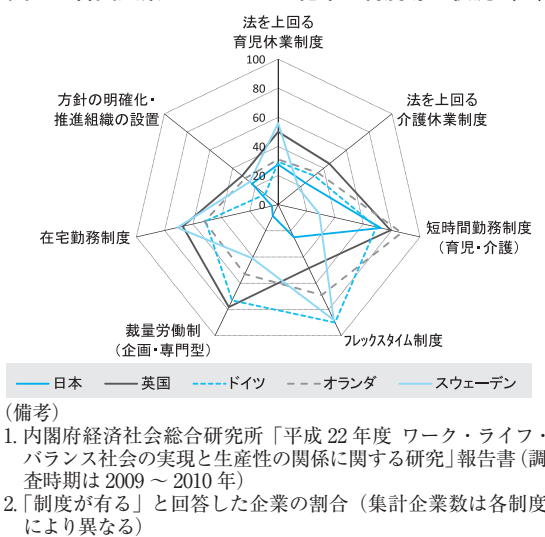 法を上回る
育児休業制度
100
80
60
40
20
0
法を上回る
介護休業制度
短時間勤務制度
(育児・介護)
フレックスタイム制度
裁量労働制
(企画・専門型)
在宅勤務制度
方針の明確化・
推進組織の設置
日本 英国 ドイツ オランダ スウェーデン
(備考)
1. 内閣府経済社会総合研究所「平成 22 年度 ワーク・ライフ・
バランス社会の実現と生産性の関係に関する研究」報告書(調
査時期は 2009 ~ 2010 年)
2.「制度が有る」と回答した企業の割合(集計企業数は各制度
により異なる)